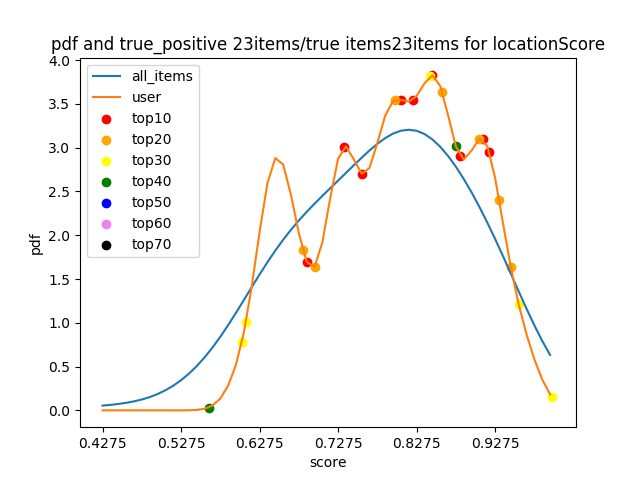 pdf and true_positive 23items/true items23items for locationScore
4.0
3.5
3.0
2.5
2.0
1.5
1.0
0.5
0.0
pdf
all_items
user
top10
top20
top30
top40
top50
top60
top70
0.4275 0.5275 0.6275 0.7275 0.8275 0.9275
score